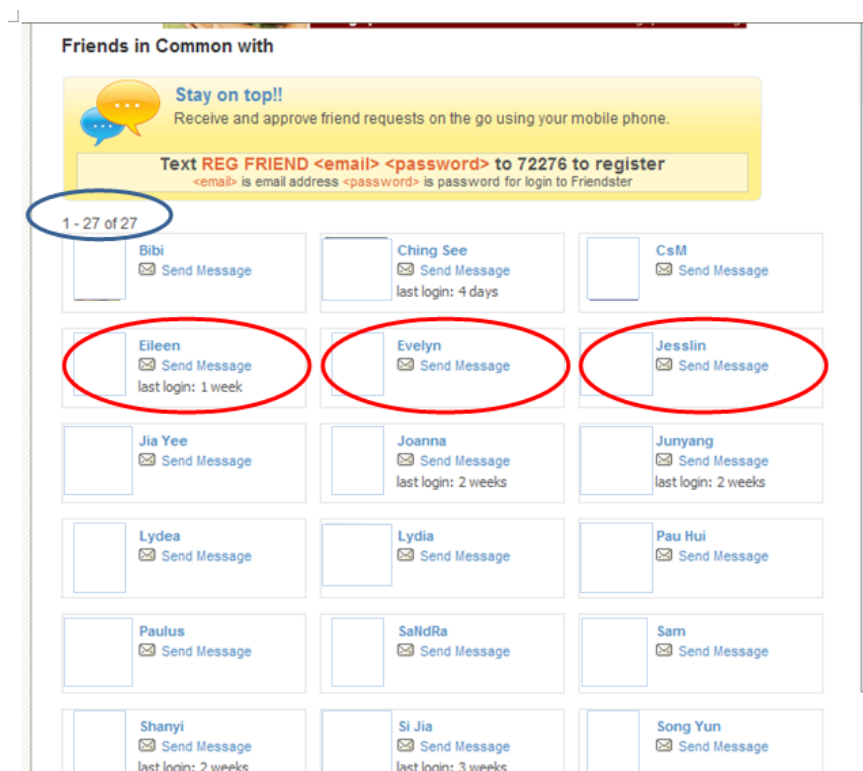 Friends in Common with
Stay on top!!
Receive and approve friend requests on the go using your mobile phone.
Text REG FRIEND <email> <password> to 72276 to register
<email> is email address <password> is password for login to Friendster
1 - 27 of 27
Bibi
Send Message
Ching See
Send Message
last login: 4 days
CsM
Send Message
Eileen
Send Message
last login: 1 week
Evelyn
Send Message
Jesslin
Send Message
Jia Yee
Send Message
Joanna
Send Message
last login: 2 weeks
Junyang
Send Message
last login: 2 weeks
Lydea
Send Message
Lydia
Send Message
Pau Hui
Send Message
Paulus
Send Message
SaNdRa
Send Message
Sam
Send Message
Shanyi
Send Message
last login: 2 weeks
Si Jia
Send Message
last login: 3 weeks
Song Yun
Send Message